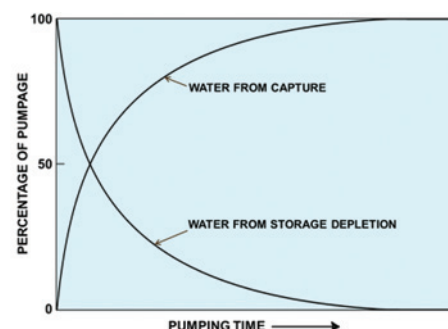 100
WATER FROM CAPTURE
PERCENTAGE OF PUMPAGE
50
WATER FROM STORAGE DEPLETION
0
PUMPING TIME